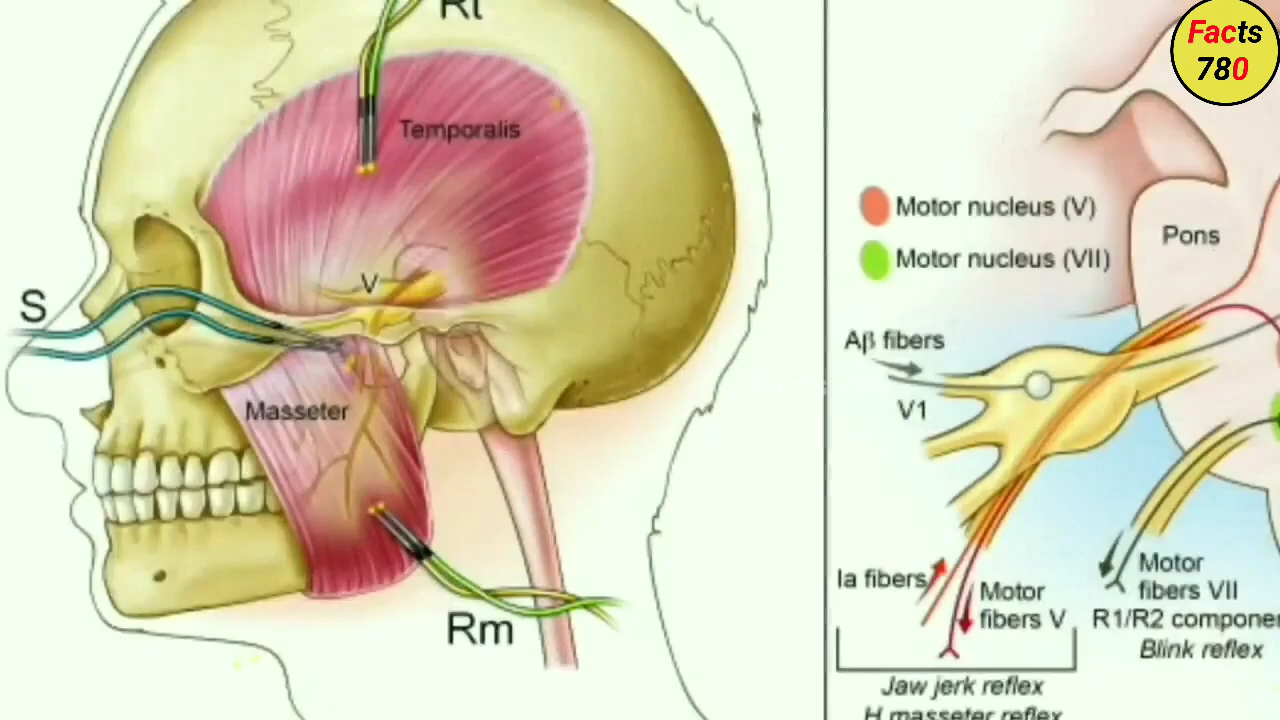 Rt
Temporalis
V
S
Masseter
Rm
Facts
780
Motor nucleus (V)
Motor nucleus (VII)
Pons
Aβ fibers
V1
Ia fibers
Motor
fibers V
Motor
fibers VII
R1/R2 componen
Blink reflex
Jaw jerk reflex
H masseter reflex